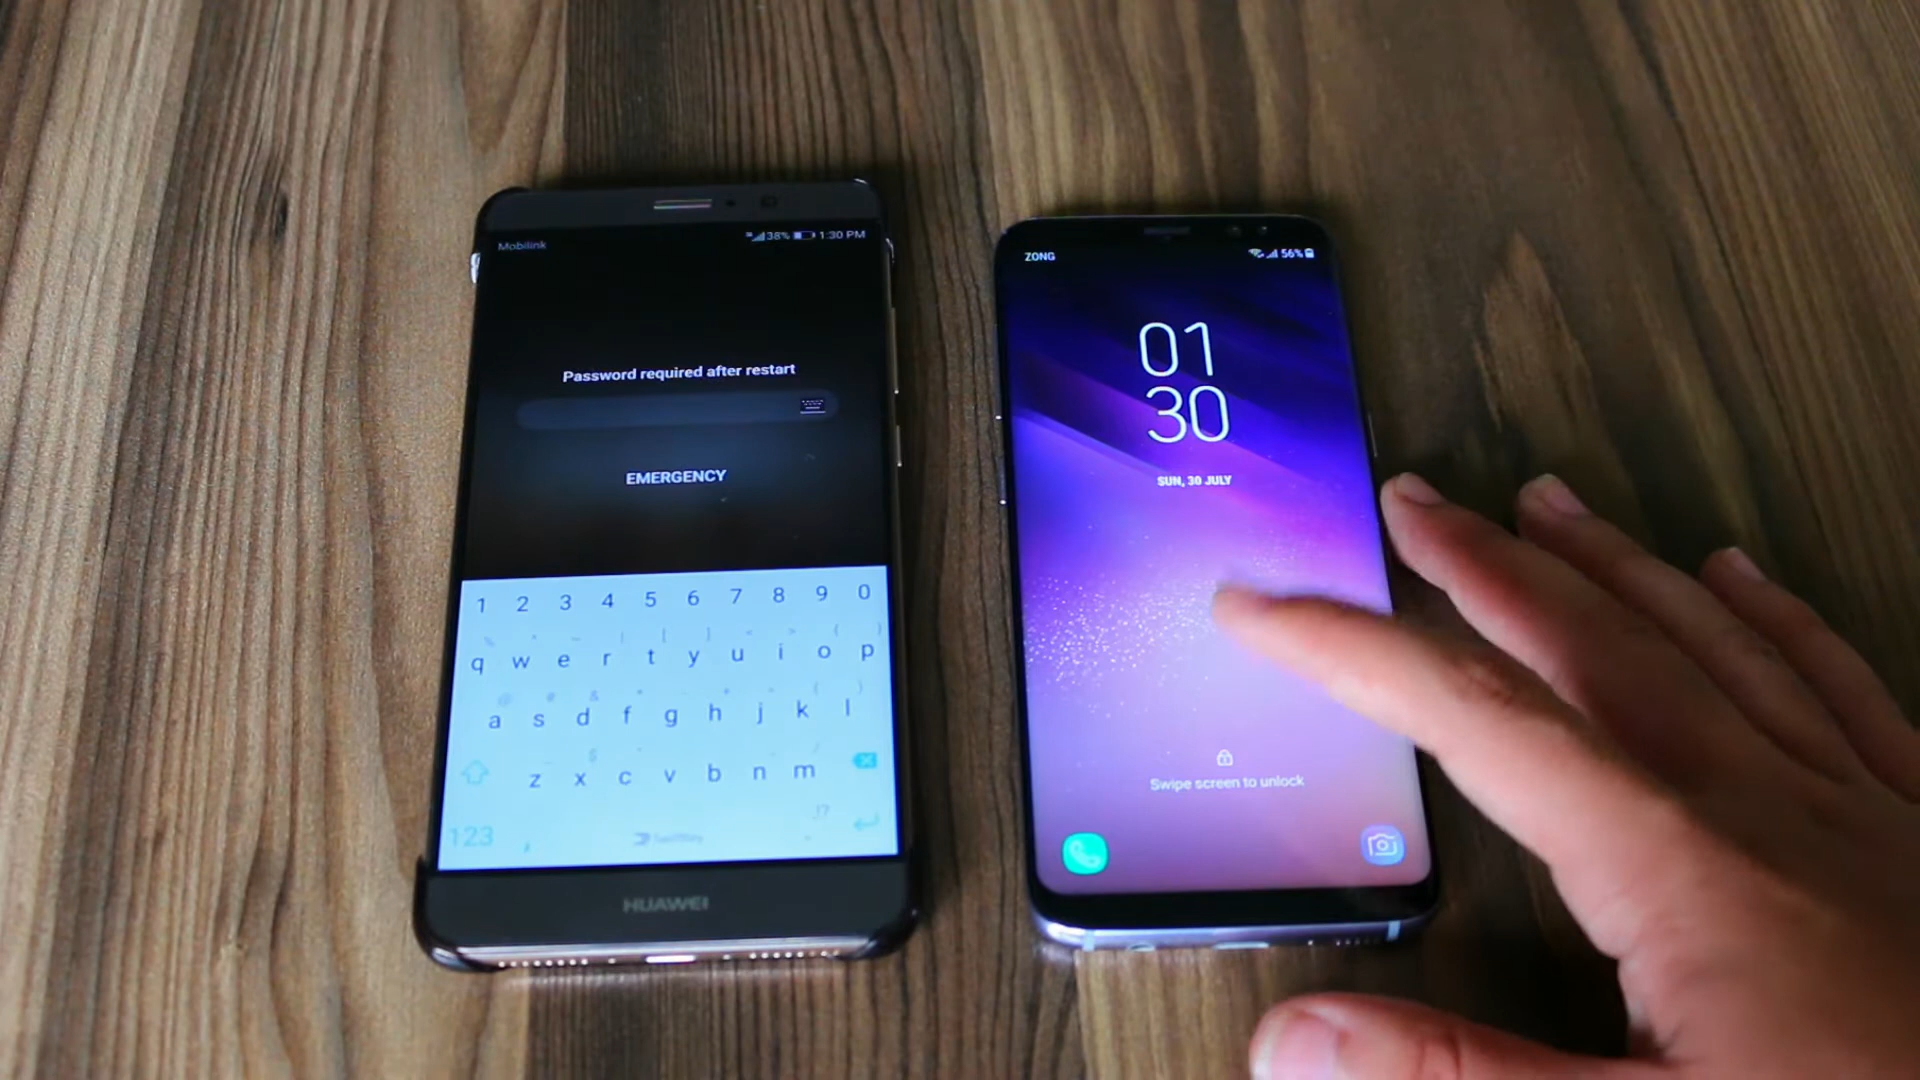 Mobilink 38% 1:30 PM
Password required after restart
EMERGENCY
1 2 3 4 5 6 7 8 9 0
q w e r t y u i o p
a s d f g h j k l
z x c v b n m
123 , !?
SwiftKey
HUAWEI
ZONG 56%
01
30
SUN, 30 JULY
Swipe screen to unlock